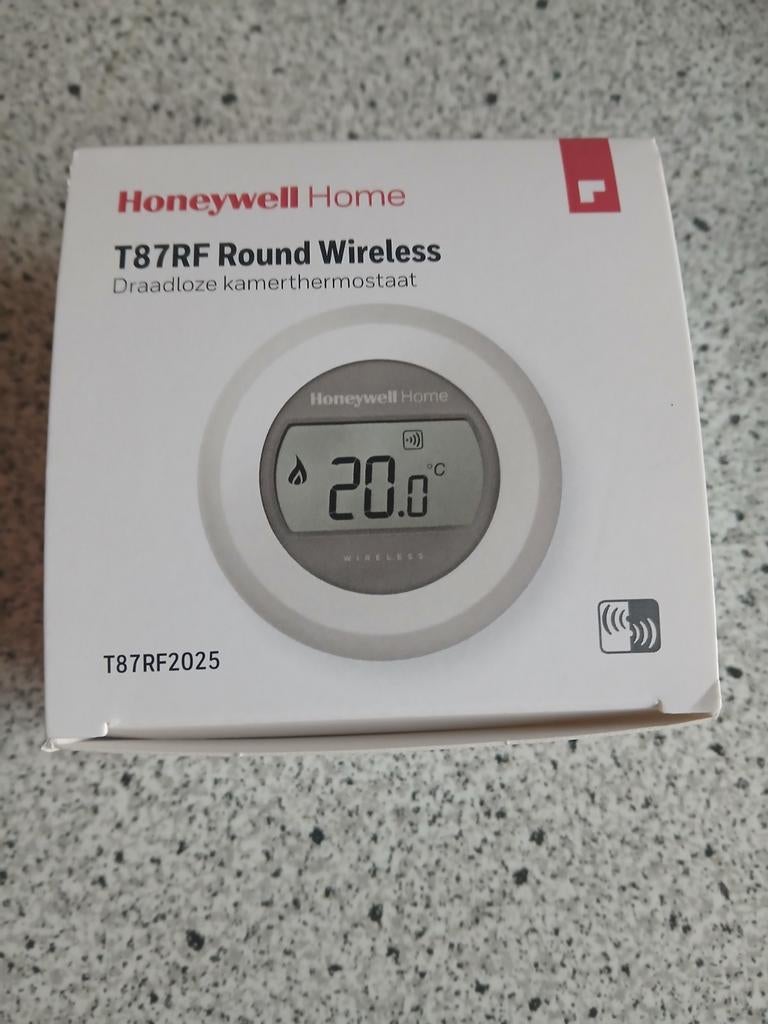 Honeywell Home
T87RF Round Wireless
Draadloze kamerthermostaat
Honeywell Home
20.0 °C
WIRELESS
T87RF2025